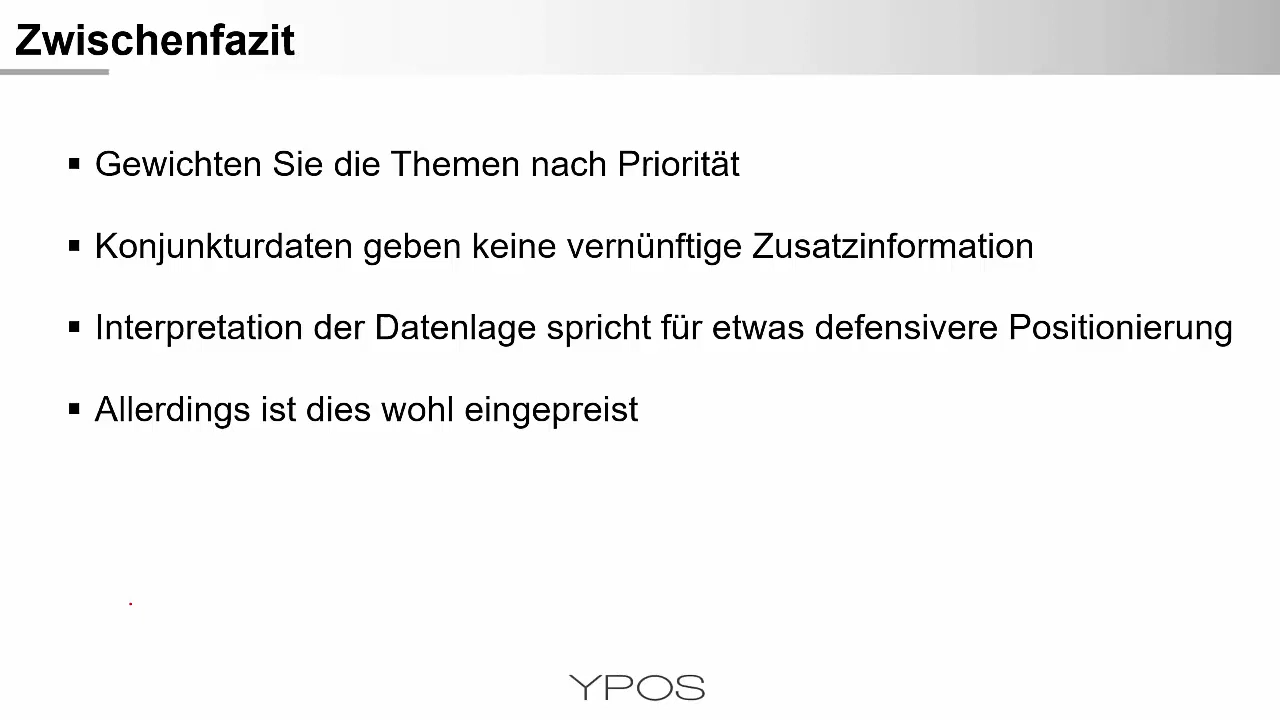 Zwischenfazit
Gewichten Sie die Themen nach Priorität
Konjunkturdaten geben keine vernünftige Zusatzinformation
Interpretation der Datenlage spricht für etwas defensivere Positionierung
Allerdings ist dies wohl eingepreist
YPOS